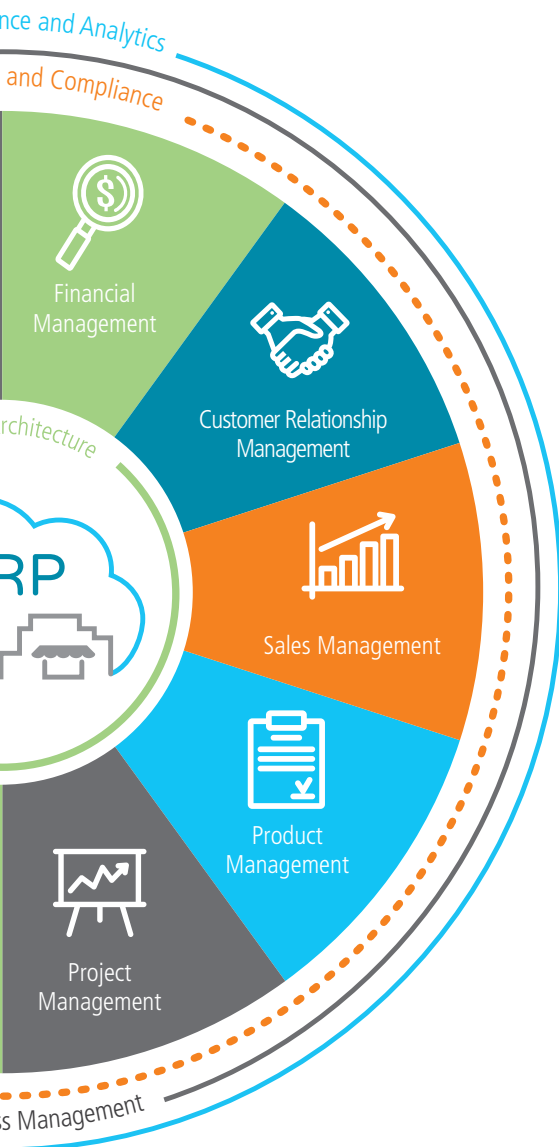 nce and Analytics
and Compliance
$
Financial
Management
Customer Relationship
Management
rchitecture
RP
Sales Management
Product
Management
Project
Management
ss Management